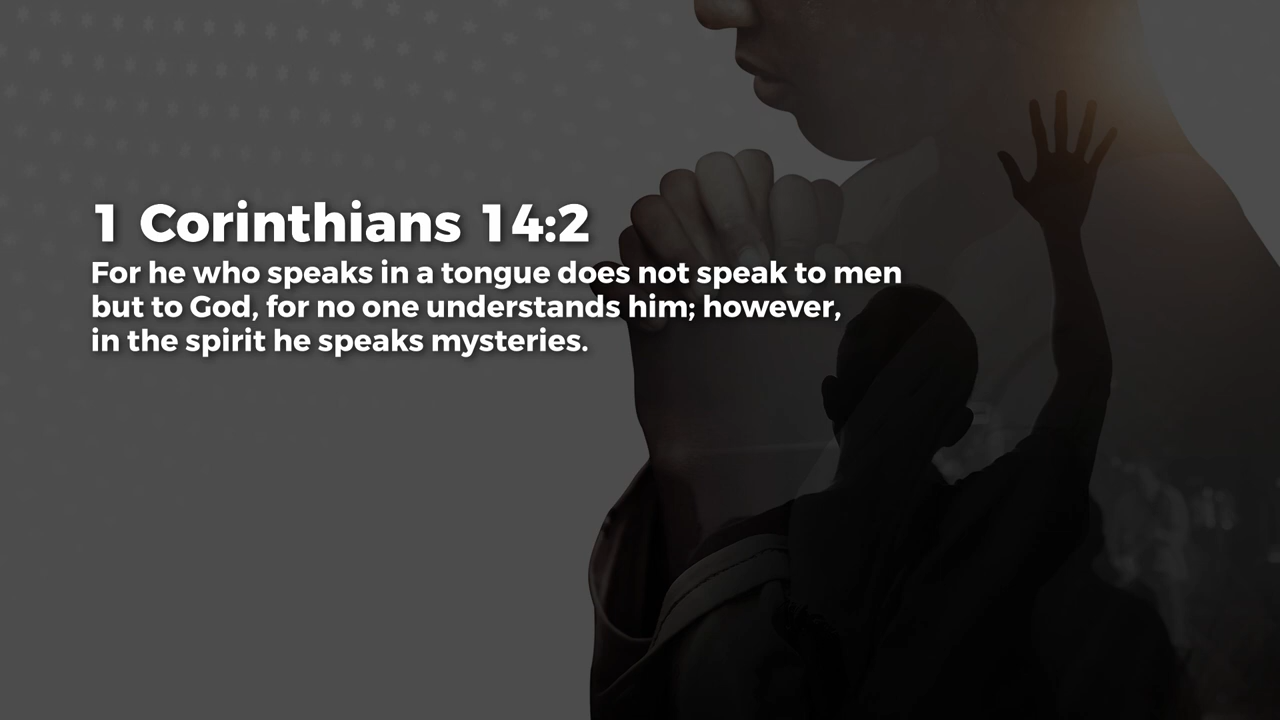 1 Corinthians 14:2
For he who speaks in a tongue does not speak to men
but to God, for no one understands him; however,
in the spirit he speaks mysteries.